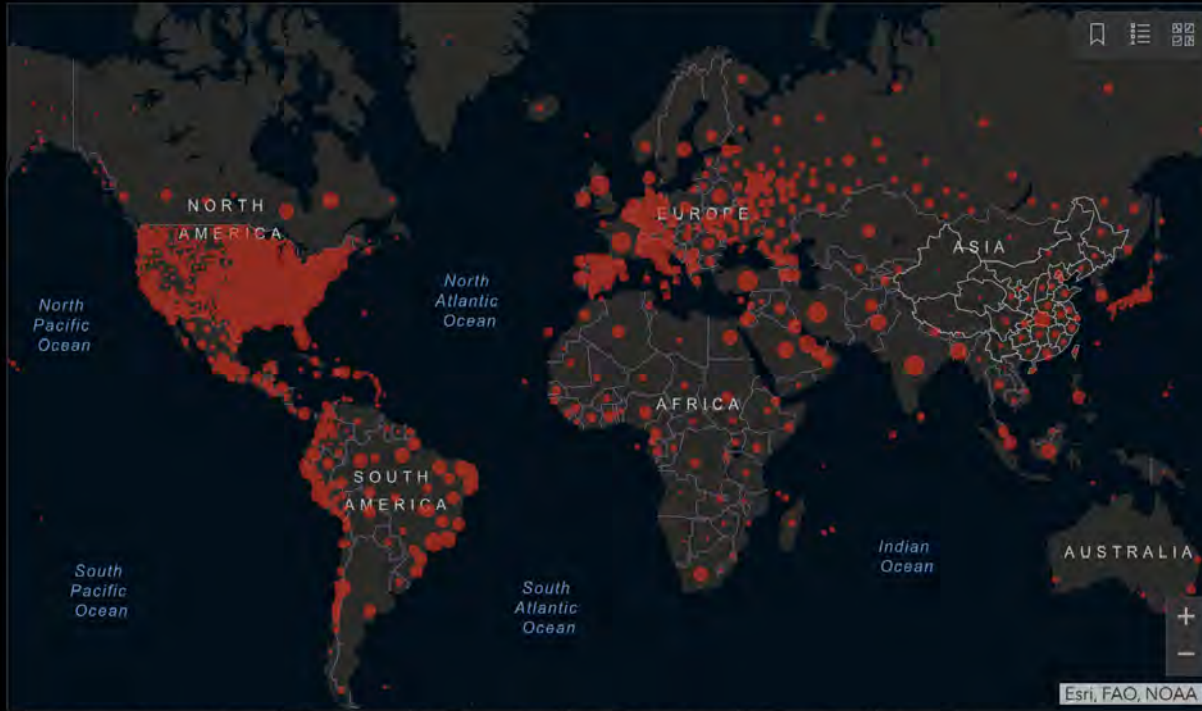 NORTH
AMERICA
EUROPE
ASIA
North
Atlantic
Ocean
North
Pacific
Ocean
AFRICA
SOUTH
AMERICA
Indian
Ocean
AUSTRALIA
South
Pacific
Ocean
South
Atlantic
Ocean
+
−
Esri, FAO, NOAA